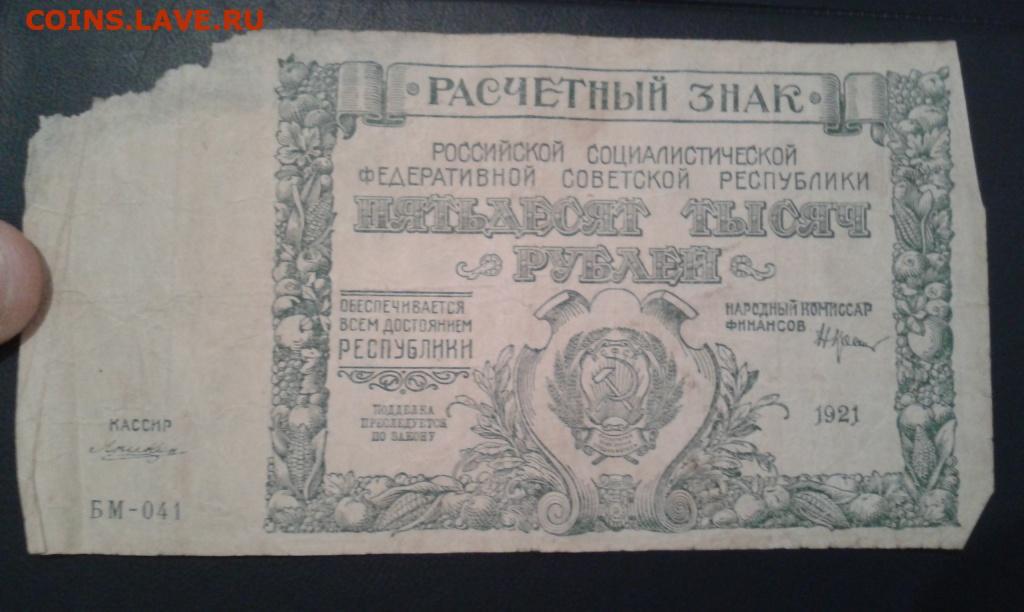 COINS.LAVE.РУ
РАСЧЕТНЫЙ ЗНАК
РОССИЙСКОЙ СОЦИАЛИСТИЧЕСКОЙ
ФЕДЕРАТИВНОЙ СОВЕТСКОЙ РЕСПУБЛИКИ
ПЯТЬДЕСЯТ ТЫСЯЧ
РУБЛЕЙ
ОБЕСПЕЧИВАЕТСЯ
ВСЕМ ДОСТОЯНИЕМ
РЕСПУБЛИКИ
НАРОДНЫЙ КОМИССАР
ФИНАНСОВ
ПОДДЕЛКА
ПРЕСЛЕДУЕТСЯ
ПО ЗАКОНУ
1921
КАССИР
БМ-041